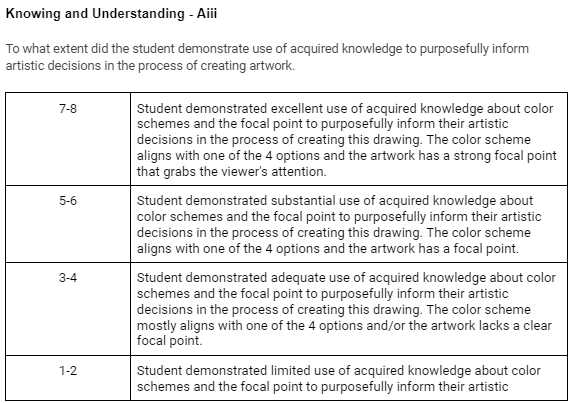 Knowing and Understanding - Aiii
To what extent did the student demonstrate use of acquired knowledge to purposefully inform
artistic decisions in the process of creating artwork.
7-8
Student demonstrated excellent use of acquired knowledge about color
schemes and the focal point to purposefully inform their artistic
decisions in the process of creating this drawing. The color scheme
aligns with one of the 4 options and the artwork has a strong focal point
that grabs the viewer's attention.
5-6
Student demonstrated substantial use of acquired knowledge about
color schemes and the focal point to purposefully inform their artistic
decisions in the process of creating this drawing. The color scheme
aligns with one of the 4 options and the artwork has a focal point.
3-4
Student demonstrated adequate use of acquired knowledge about color
schemes and the focal point to purposefully inform their artistic
decisions in the process of creating this drawing. The color scheme
mostly aligns with one of the 4 options and/or the artwork lacks a clear
focal point.
1-2
Student demonstrated limited use of acquired knowledge about color
schemes and the focal point to purposefully inform their artistic